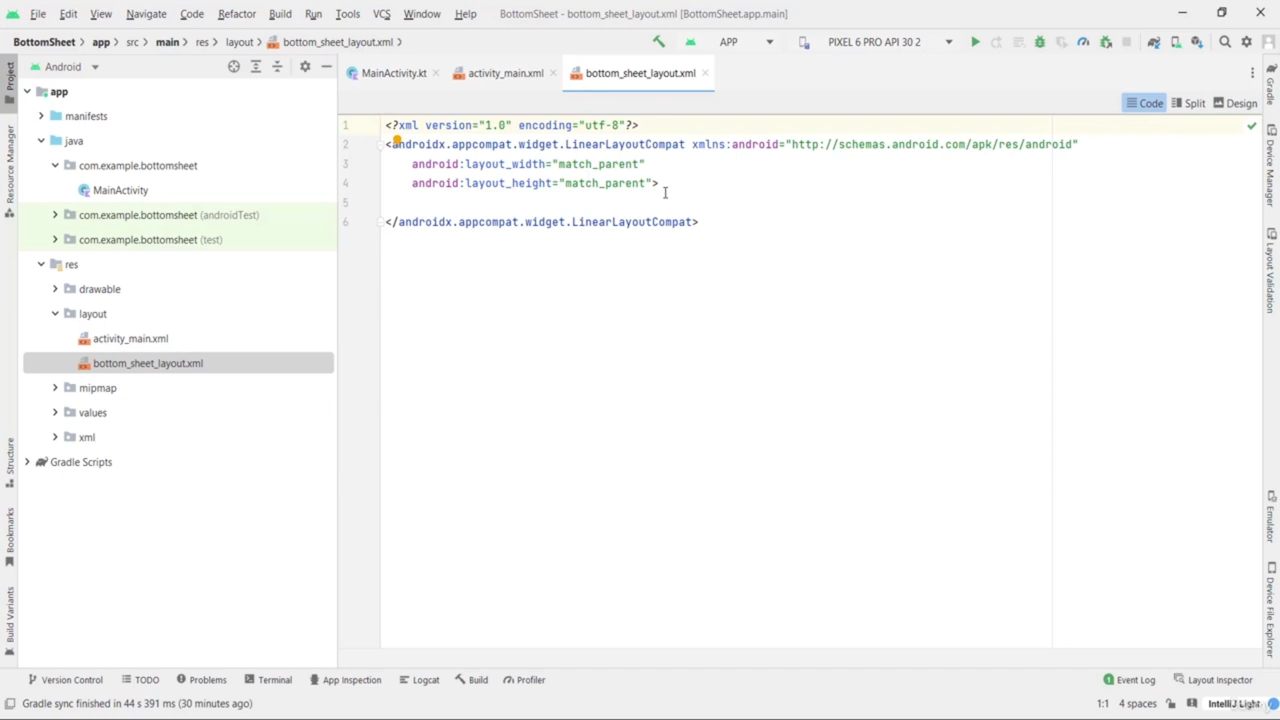 File Edit View Navigate Code Refactor Build Run Tools VCS Window Help BottomSheet - bottom_sheet_layout.xml [BottomSheet.app.main]
BottomSheet app src main res layout bottom_sheet_layout.xml APP PIXEL 6 PRO API 30 2
Android
MainActivity.kt activity_main.xml bottom_sheet_layout.xml
Code Split Design
Project
Resource Manager
Structure
Bookmarks
Build Variants
app
manifests
java
com.example.bottomsheet
MainActivity
com.example.bottomsheet (androidTest)
com.example.bottomsheet (test)
res
drawable
layout
activity_main.xml
bottom_sheet_layout.xml
mipmap
values
xml
Gradle Scripts
1 <?xml version="1.0" encoding="utf-8"?>
2 <androidx.appcompat.widget.LinearLayoutCompat xmlns:android="http://schemas.android.com/apk/res/android"
3 android:layout_width="match_parent"
4 android:layout_height="match_parent">
5
6 </androidx.appcompat.widget.LinearLayoutCompat>
Gradle
Device Manager
Layout Validation
Emulator
Device File Explorer
Version Control TODO Problems Terminal App Inspection Logcat Build Profiler Event Log Layout Inspector
Gradle sync finished in 44 s 391 ms (30 minutes ago) 1:1 4 spaces IntelliJ Light